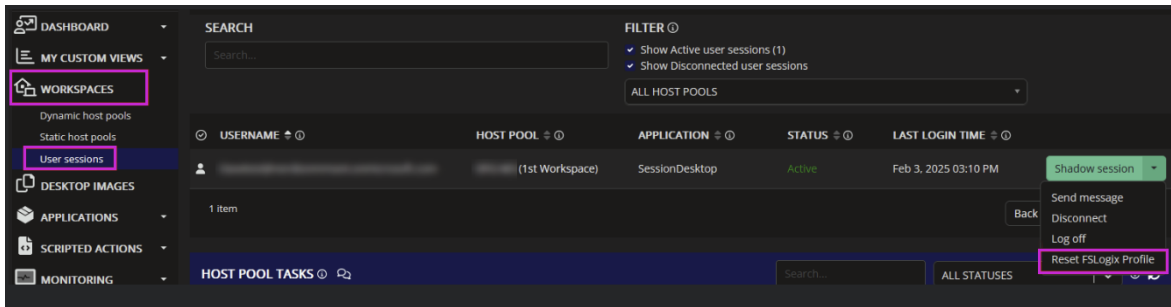 DASHBOARD
MY CUSTOM VIEWS
WORKSPACES
Dynamic host pools
Static host pools
User sessions
DESKTOP IMAGES
APPLICATIONS
SCRIPTED ACTIONS
MONITORING
SEARCH
Search...
FILTER
Show Active user sessions (1)
Show Disconnected user sessions
ALL HOST POOLS
USERNAME HOST POOL APPLICATION STATUS LAST LOGIN TIME
(1st Workspace) SessionDesktop Active Feb 3, 2025 03:10 PM Shadow session
Send message
Disconnect
Log off
Reset FSLogix Profile
1 item Back
HOST POOL TASKS Search... ALL STATUSES